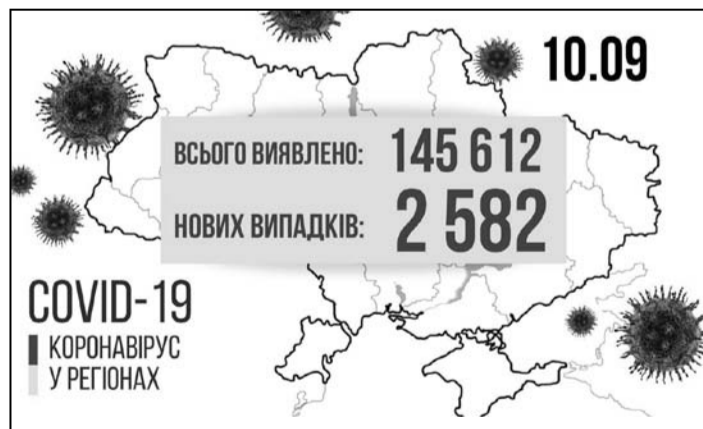 10.09
ВСЬОГО ВИЯВЛЕНО: 145 612
НОВИХ ВИПАДКІВ: 2 582
COVID-19
КОРОНАВІРУС
У РЕГІОНАХ